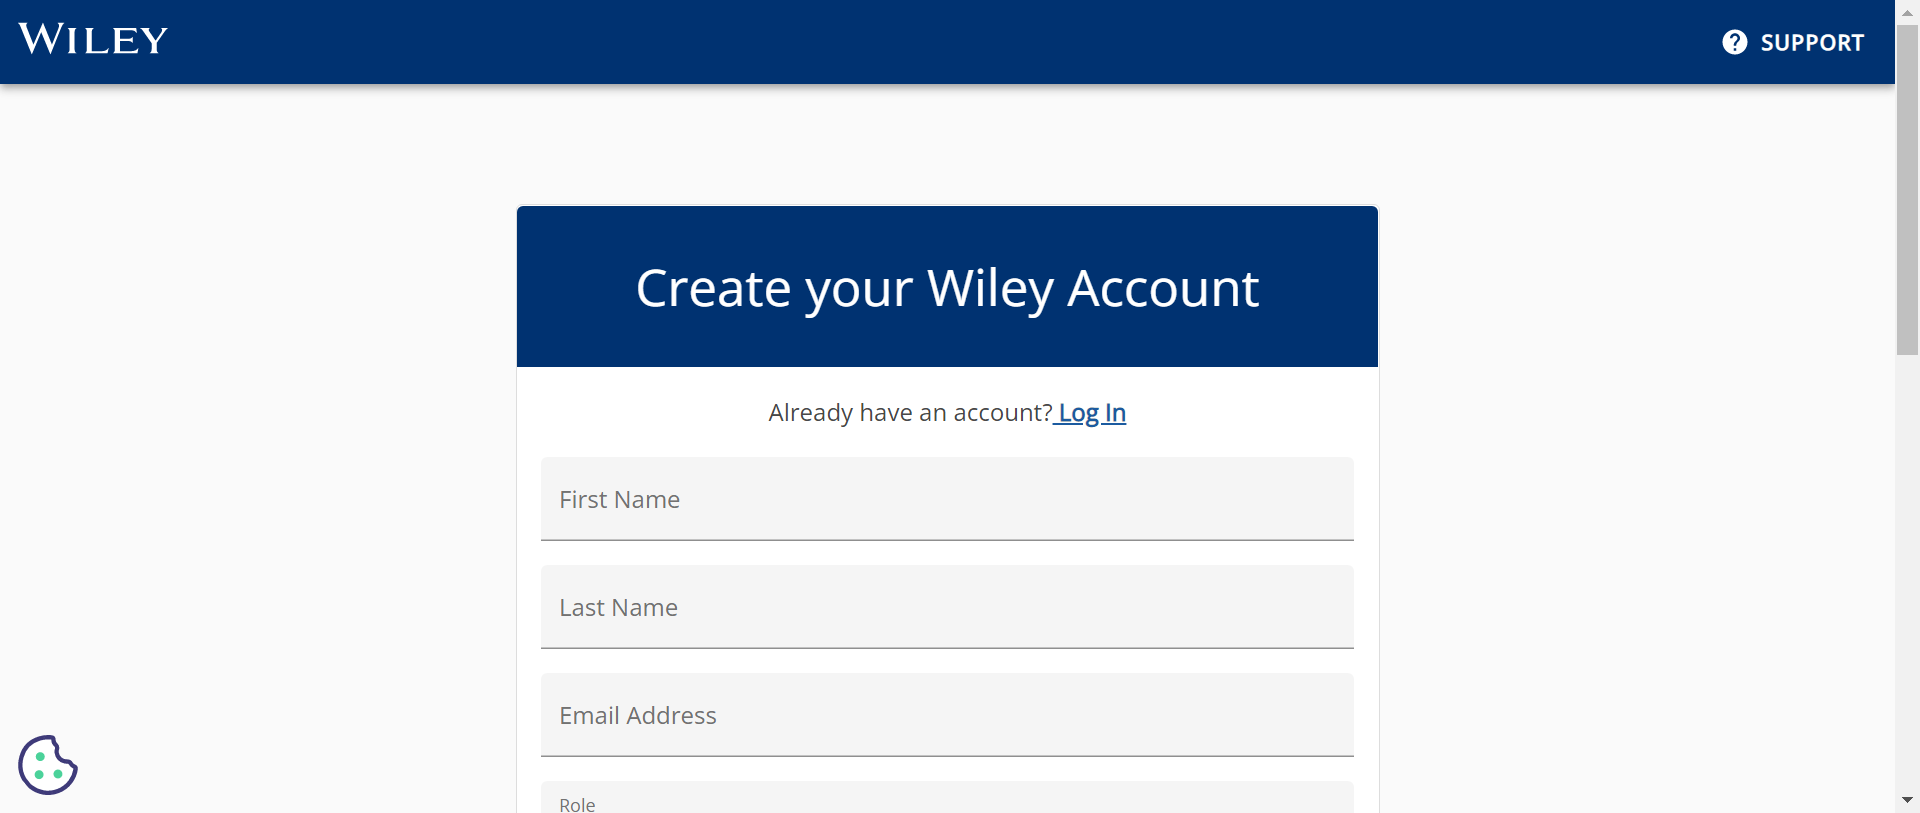 WILEY
SUPPORT
Create your Wiley Account
Already have an account? Log In
First Name
Last Name
Email Address
Role